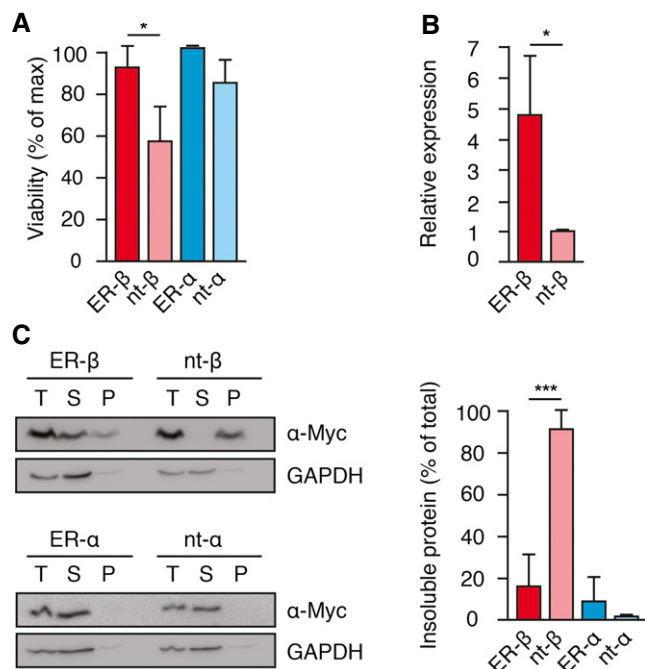 A
Viability (% of max)
100
80
60
40
20
0
*
ER-β
nt-β
ER-α
nt-α
B
Relative expression
7
6
5
4
3
2
1
0
*
ER-β
nt-β
C
ER-β nt-β
T S P T S P
α-Myc
GAPDH
ER-α nt-α
T S P T S P
α-Myc
GAPDH
Insoluble protein (% of total)
100
80
60
40
20
0
***
ER-β
nt-β
ER-α
nt-α